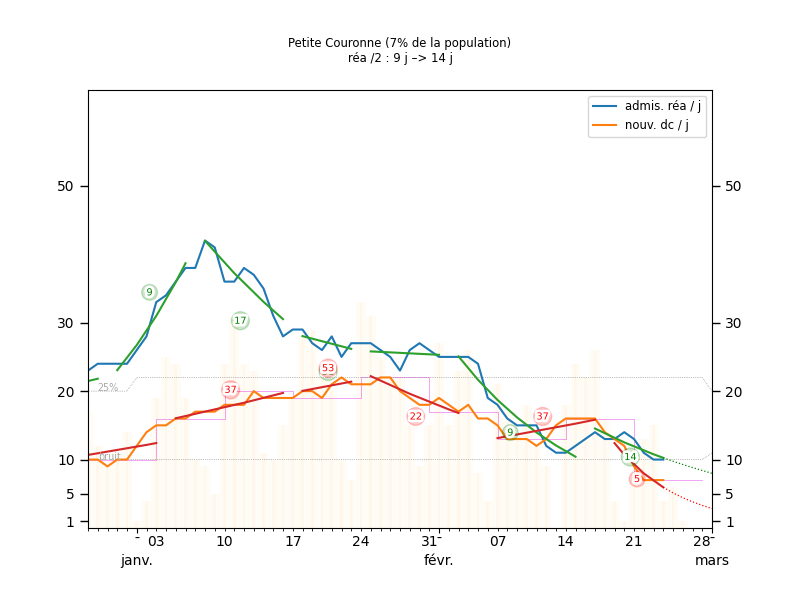 Petite Couronne (7% de la population)
réa /2 : 9 j –> 14 j
admis. réa / j
nouv. dc / j
50 50
9
17
30 30
53
25%
37
20 20
22 37
9
bruit
14
10 10
5
5 5
1 1
03 10 17 24 31 07 14 21 28
janv. févr. mars